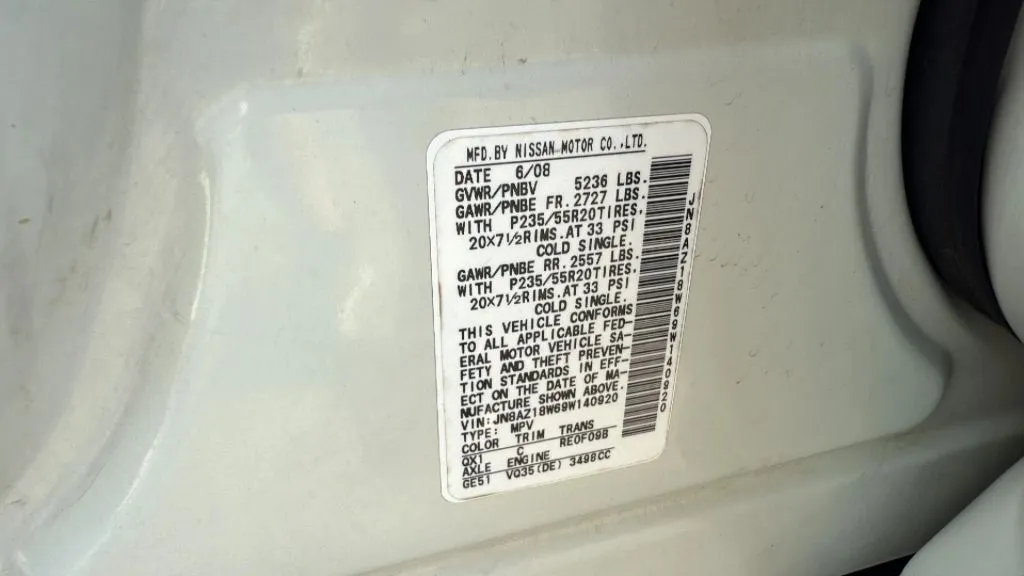 MFD.BY NISSAN MOTOR CO.,LTD.
DATE 6/08
GVWR/PNBV 5236 LBS.
GAWR/PNBE FR.2727 LBS.
WITH P235/55R20TIRES,
20X7½RIMS.AT 33 PSI
COLD SINGLE.
GAWR/PNBE RR.2557 LBS.
WITH P235/55R20TIRES,
20X7½RIMS.AT 33 PSI
COLD SINGLE.
THIS VEHICLE CONFORMS
TO ALL APPLICABLE FED-
ERAL MOTOR VEHICLE SA-
FETY AND THEFT PREVEN-
TION STANDARDS IN EFF-
ECT ON THE DATE OF MA-
NUFACTURE SHOWN ABOVE.
VIN:JN8AZ18W69W140920
TYPE: MPV
COLOR TRIM TRANS
QX1 C RE0F09B
AXLE ENGINE
GE51 VQ35(DE) 3498CC
JN8AZ18W69W140920